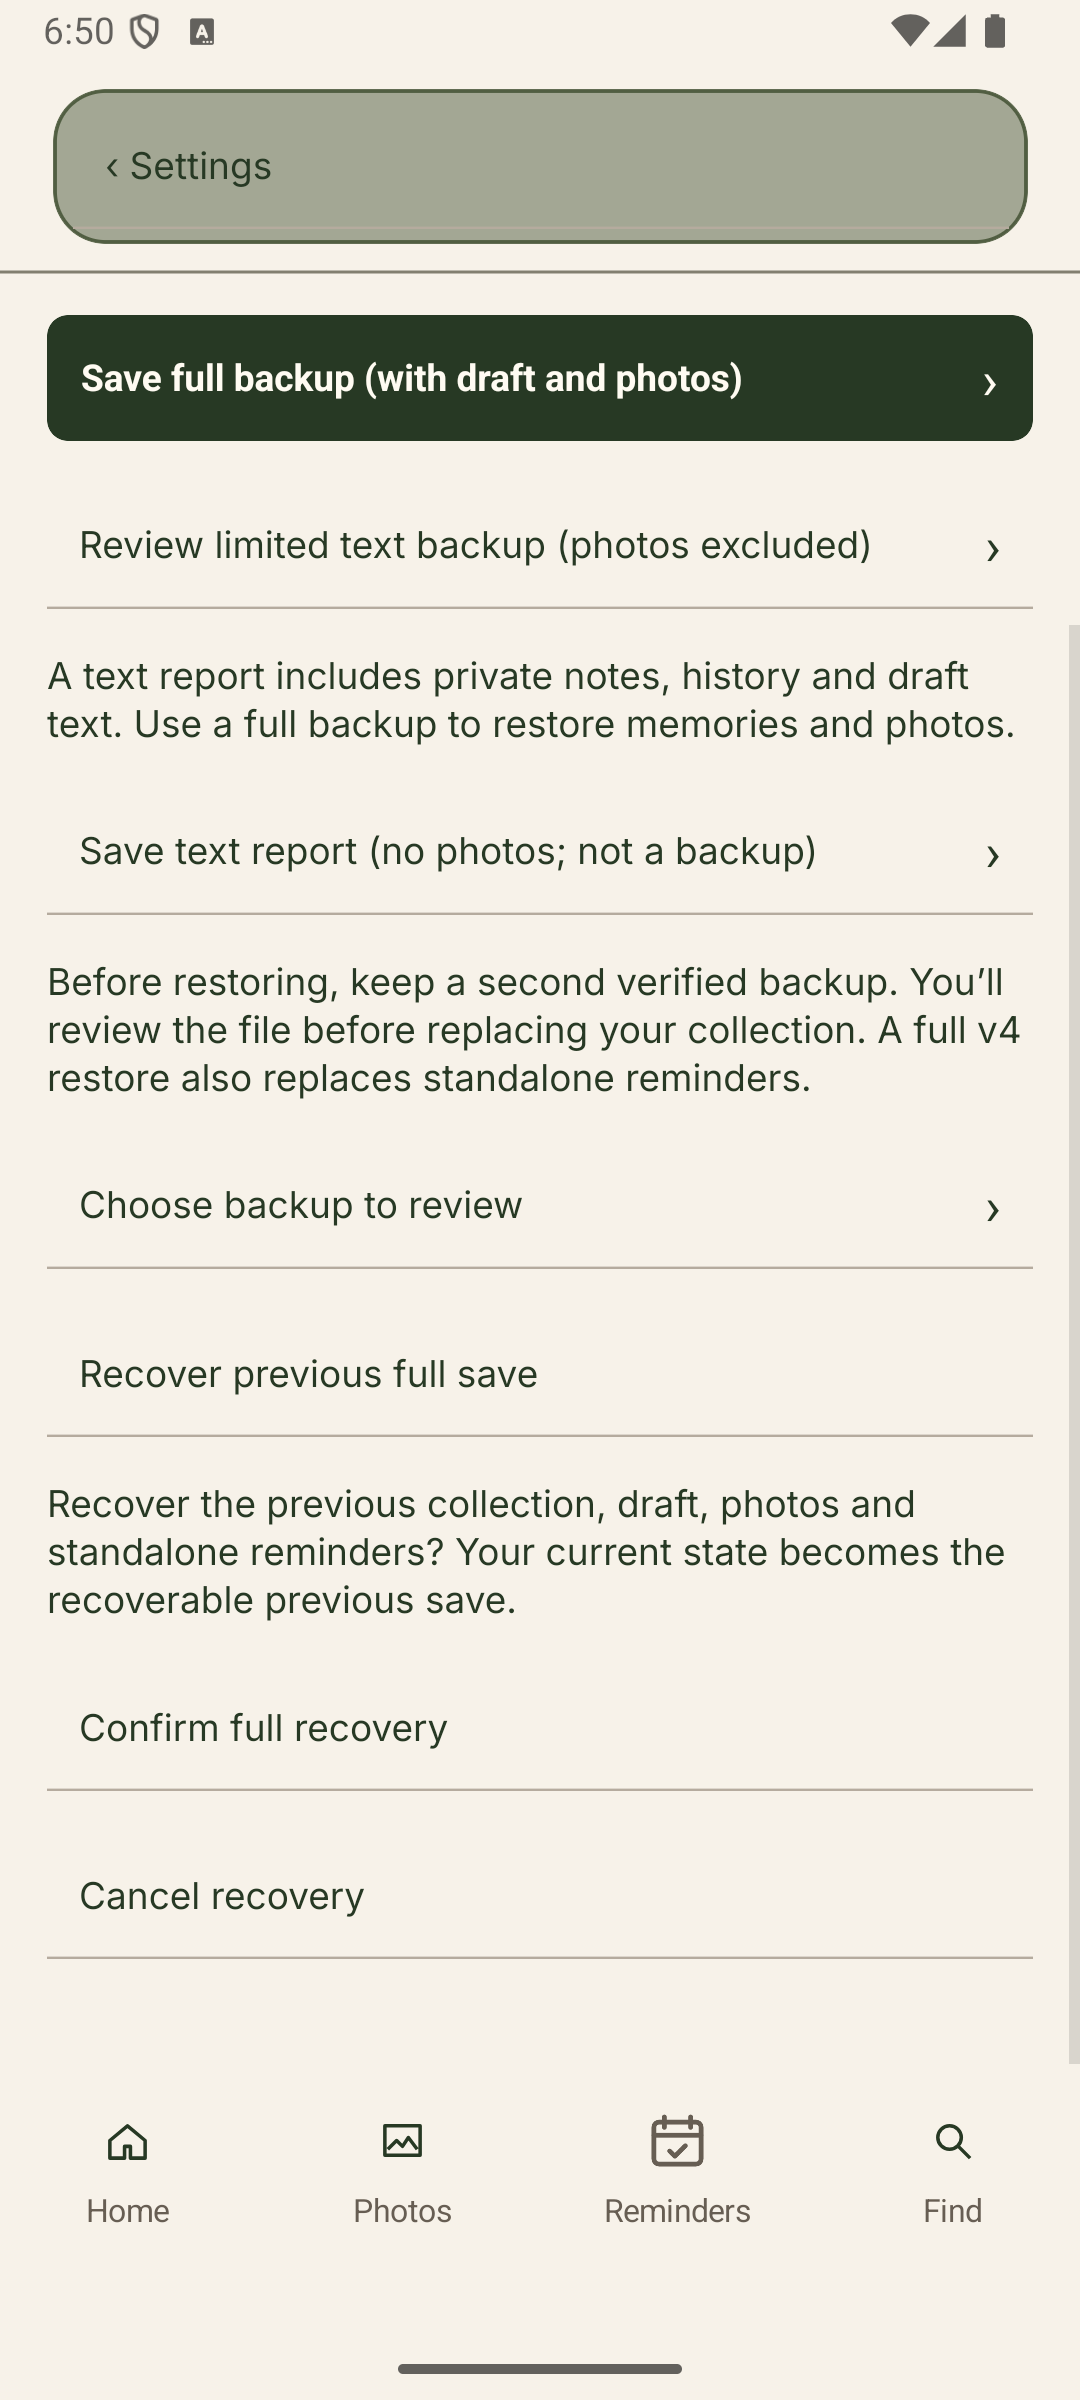 6:50
‹ Settings
Save full backup (with draft and photos) ›
Review limited text backup (photos excluded) ›
A text report includes private notes, history and draft
text. Use a full backup to restore memories and photos.
Save text report (no photos; not a backup) ›
Before restoring, keep a second verified backup. You’ll
review the file before replacing your collection. A full v4
restore also replaces standalone reminders.
Choose backup to review ›
Recover previous full save
Recover the previous collection, draft, photos and
standalone reminders? Your current state becomes the
recoverable previous save.
Confirm full recovery
Cancel recovery
Home Photos Reminders Find